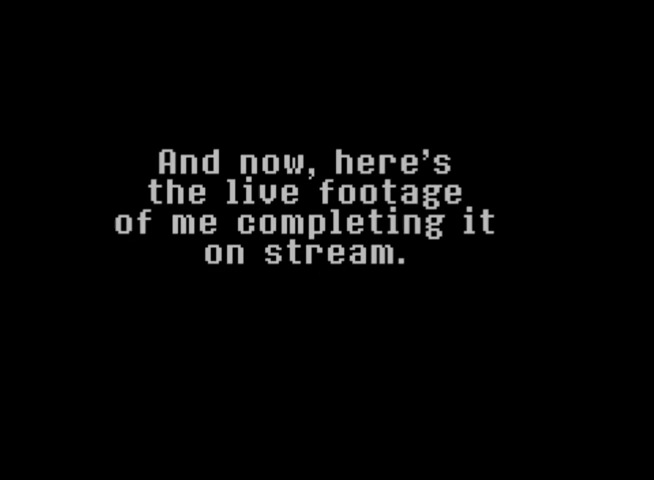 And now, here's
the live footage
of me completing it
on stream.